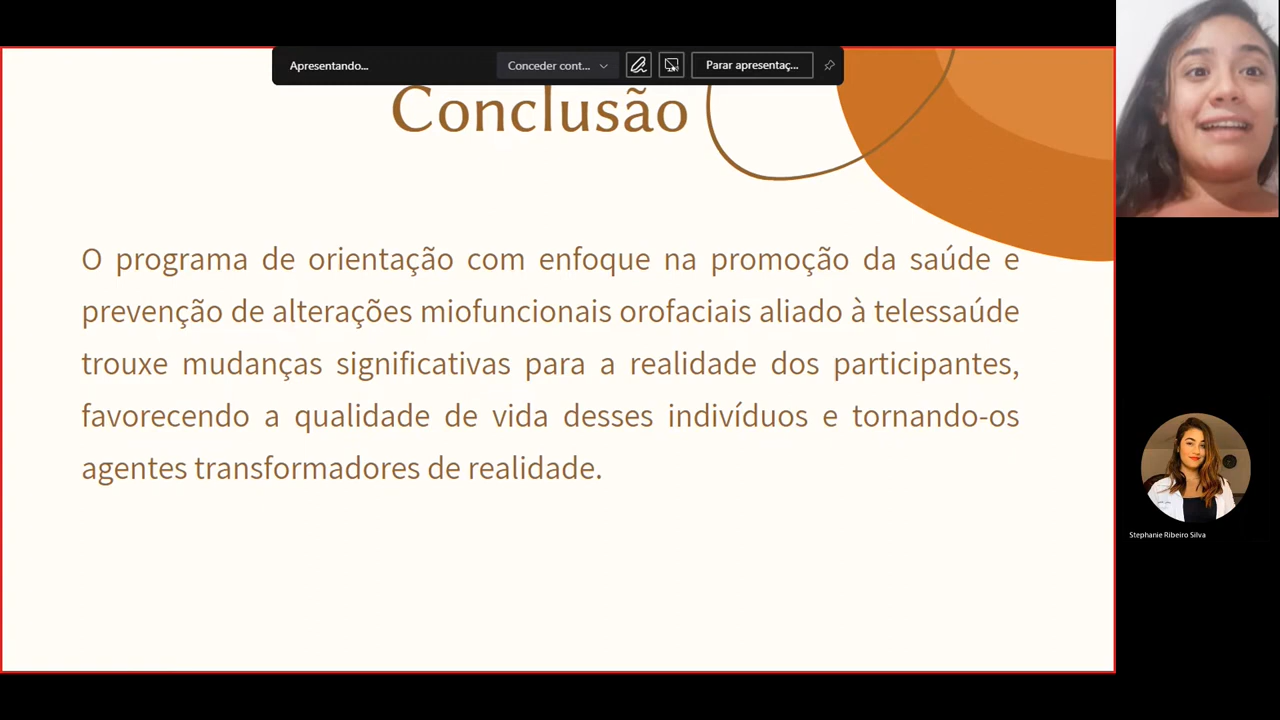 Apresentando...
Conceder cont...
Parar apresentaç...
Conclusão
O programa de orientação com enfoque na promoção da saúde e
prevenção de alterações miofuncionais orofaciais aliado à telessaúde
trouxe mudanças significativas para a realidade dos participantes,
favorecendo a qualidade de vida desses indivíduos e tornando-os
agentes transformadores de realidade.
Stephanie Ribeiro Silva